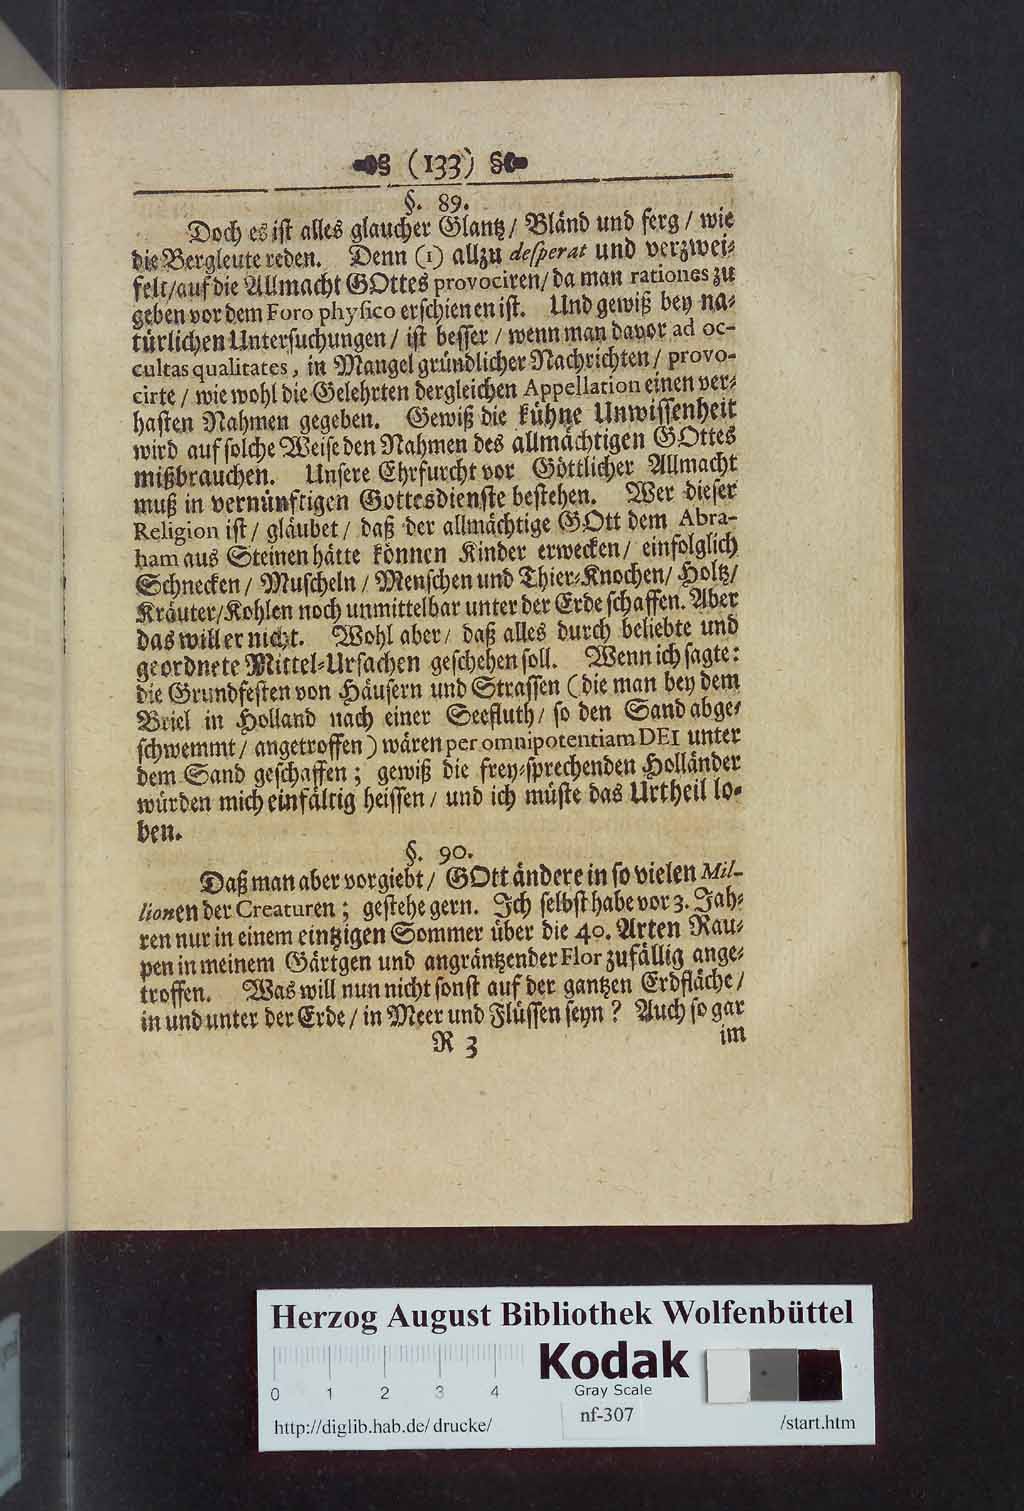 § (133) §
§. 89.
Doch es ist alles glaucher Glantz / Bländ und ferg / wie
die Bergleute reden. Denn (1) allzu desperat und verzwei-
felt / auf die Allmacht GOttes provociren / da man rationes zu
geben vor dem Foro physico erschienen ist. Und gewiß bey na-
türlichen Untersuchungen / ist besser / wenn man davor ad oc-
cultas qualitates, in Mangel gründlicher Nachrichten / provo-
cirte / wie wohl die Gelehrten dergleichen Appellation einen ver-
hasten Nahmen gegeben. Gewiß die kühne Unwissenheit
wird auf solche Weise den Nahmen des allmächtigen GOttes
mißbrauchen. Unsere Ehrfurcht vor Göttlicher Allmacht
muß in vernünftigen Gottesdienste bestehen. Wer dieser
Religion ist / gläubet / daß der allmächtige GOtt dem Abra-
ham aus Steinen hätte können Kinder erwecken / einfolglich
Schnecken / Muscheln / Menschen und Thier-Knochen / Holtz /
Kräuter / Kohlen noch unmittelbar unter der Erde schaffen. Aber
das will er nicht. Wohl aber / daß alles durch beliebte und
geordnete Mittel-Ursachen geschehen soll. Wenn ich sagte:
die Grundfesten von Häusern und Strassen (die man bey dem
Briel in Holland nach einer Seefluth / so den Sand abge-
schwemmt / angetroffen) wären per omnipotentiam DEI unter
dem Sand geschaffen; gewiß die frey-sprechenden Holländer
würden mich einfältig heissen / und ich müste das Urtheil lo-
ben.
§. 90.
Daß man aber vorgiebt / GOtt ändere in so vielen Mil-
lionen der Creaturen; gestehe gern. Ich selbst habe vor 3. Jah-
ren nur in einem eintzigen Sommer über die 40. Arten Rau-
pen in meinem Gärtgen und angräntzender Flor zufällig ange-
troffen. Was will nun nicht sonst auf der gantzen Erdfläche /
in und unter der Erde / in Meer und Flüssen seyn? Auch so gar
R 3 im
Herzog August Bibliothek Wolfenbüttel
Kodak
Gray Scale
0 1 2 3 4
nf-307
http://diglib.hab.de/drucke/ /start.htm